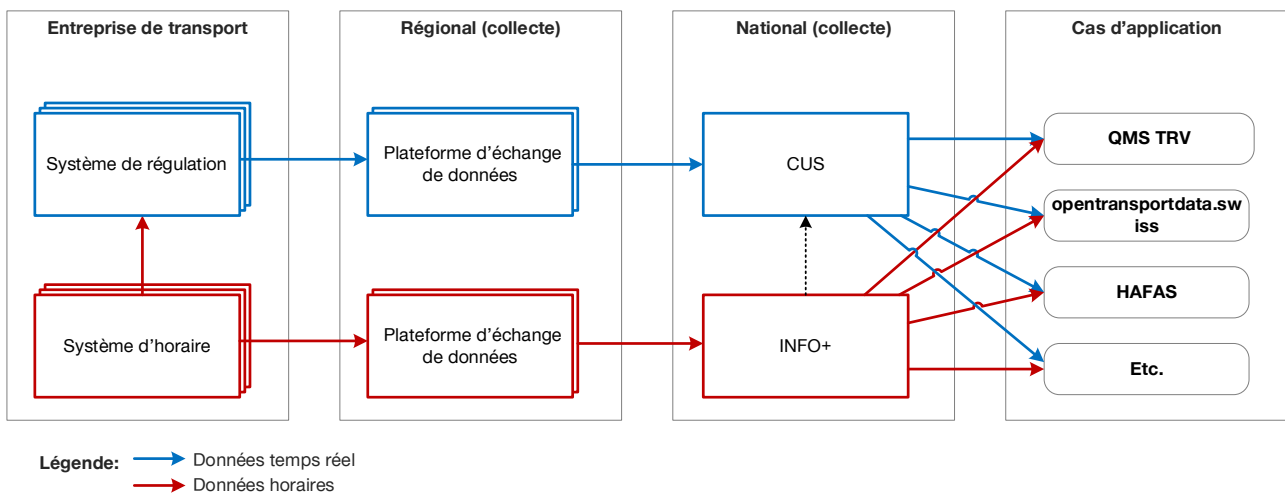 Entreprise de transport
Régional (collecte)
National (collecte)
Cas d’application
Système de régulation
Plateforme d’échange
de données
CUS
QMS TRV
opentransportdata.sw
iss
HAFAS
Etc.
Système d’horaire
Plateforme d’échange
de données
INFO+
Légende:
Données temps réel
Données horaires